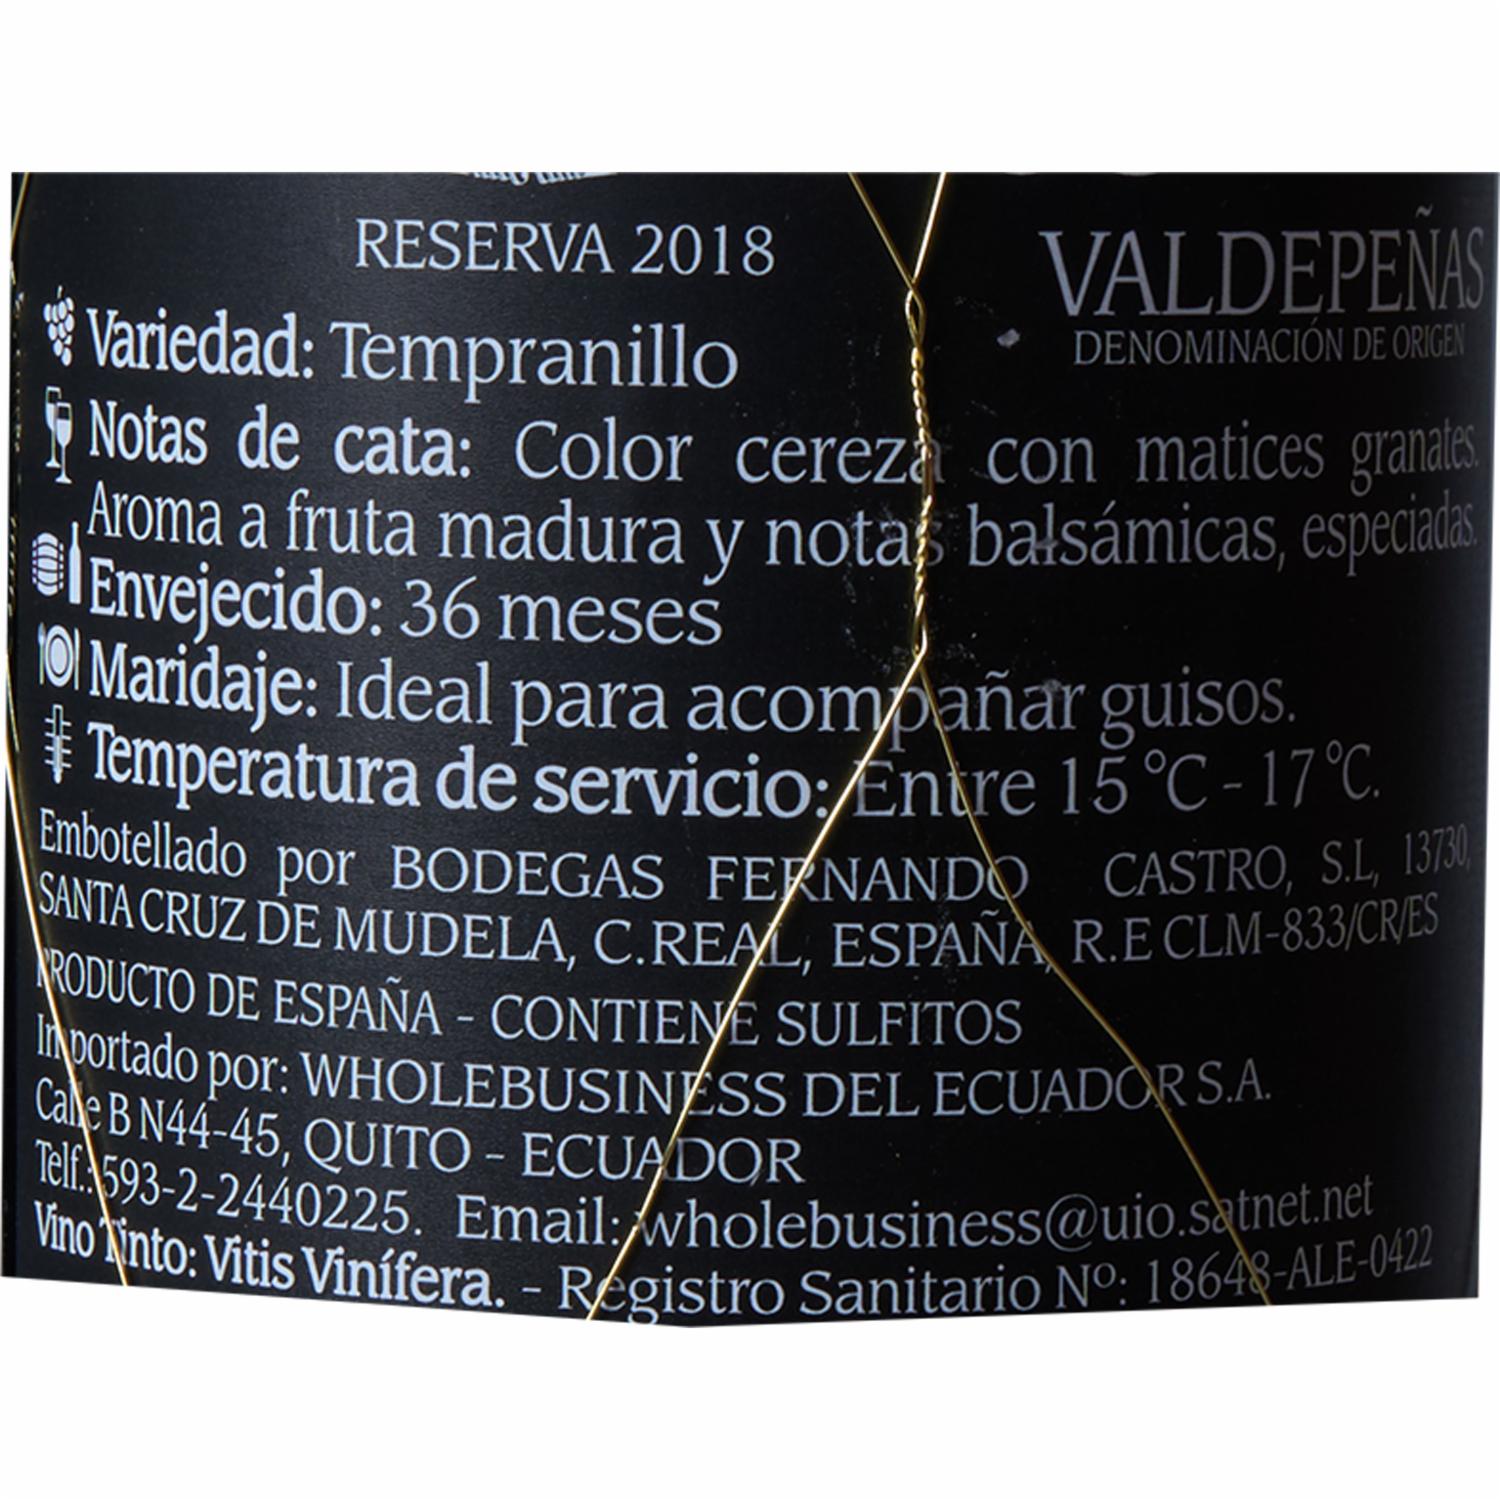 RESERVA 2018
VALDEPEÑAS
DENOMINACIÓN DE ORIGEN
Variedad: Tempranillo
Notas de cata: Color cereza con matices granates.
Aroma a fruta madura y notas balsámicas, especiadas.
Envejecido: 36 meses
Maridaje: Ideal para acompañar guisos.
Temperatura de servicio: Entre 15°C - 17°C.
Embotellado por BODEGAS FERNANDO CASTRO, S.L, 13730,
SANTA CRUZ DE MUDELA, C.REAL, ESPAÑA, R.E CLM-833/CR/ES
PRODUCTO DE ESPAÑA - CONTIENE SULFITOS
Importado por: WHOLEBUSINESS DEL ECUADOR S.A.
Calle B N44-45, QUITO - ECUADOR
Telf.: 593-2-2440225. Email: wholebusiness@uio.satnet.net
Vino Tinto: Vitis Vinífera. - Registro Sanitario Nº: 18648-ALE-0422